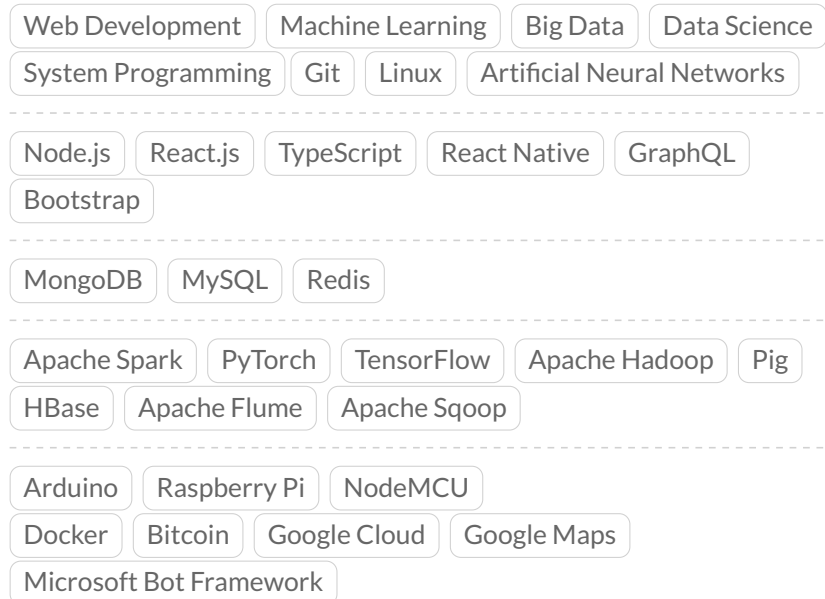 Web Development Machine Learning Big Data Data Science
System Programming Git Linux Artificial Neural Networks
Node.js React.js TypeScript React Native GraphQL
Bootstrap
MongoDB MySQL Redis
Apache Spark PyTorch TensorFlow Apache Hadoop Pig
HBase Apache Flume Apache Sqoop
Arduino Raspberry Pi NodeMCU
Docker Bitcoin Google Cloud Google Maps
Microsoft Bot Framework